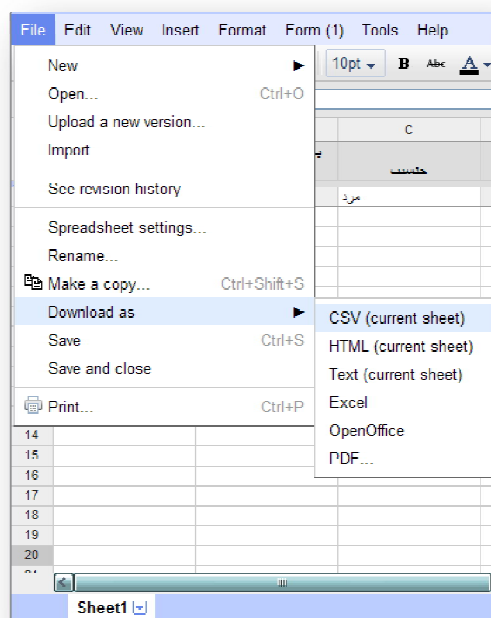 File Edit View Insert Format Form (1) Tools Help
10pt B Abc A
New
Open... Ctrl+O
Upload a new version...
Import
See revision history
Spreadsheet settings...
Rename...
Make a copy... Ctrl+Shift+S
Download as
Save Ctrl+S
Save and close
Print... Ctrl+P
CSV (current sheet)
HTML (current sheet)
Text (current sheet)
Excel
OpenOffice
PDF...
C
جنسیت
مرد
14
15
16
17
18
19
20
Sheet1